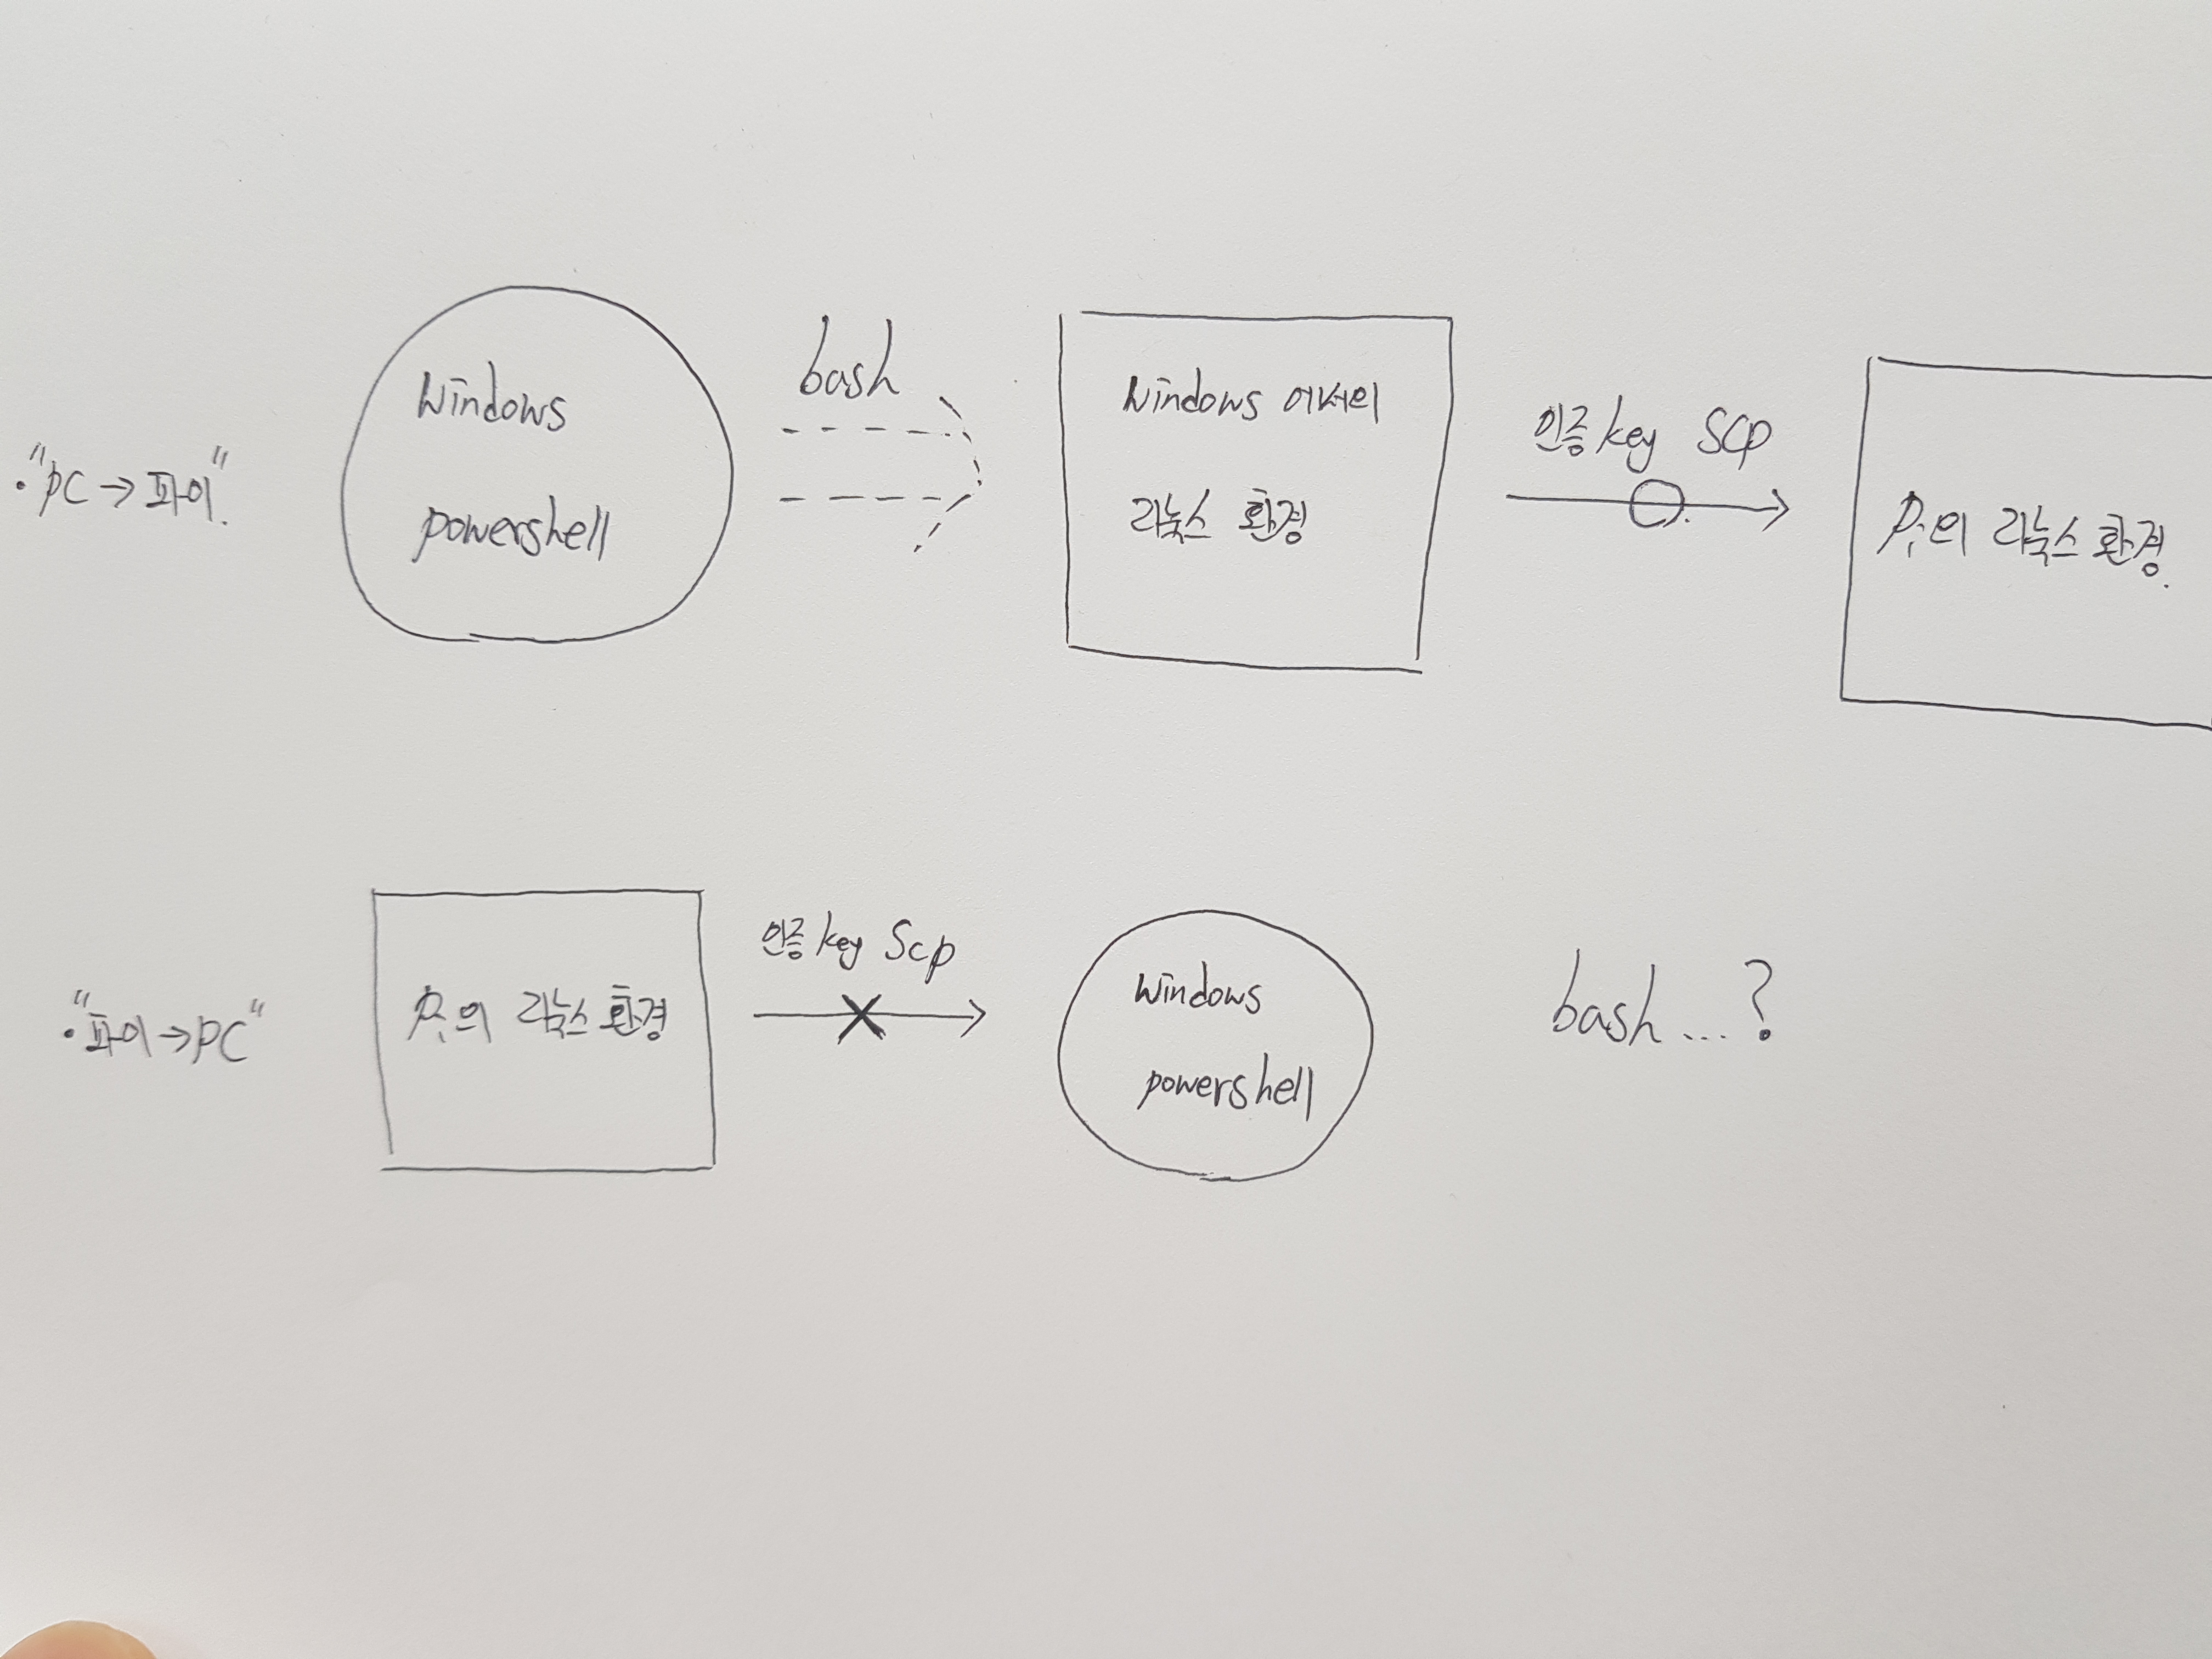 "PC → 파이".
Windows
powershell
bash
Windows 에서의
리눅스 환경
인증 key SCP
Pi의 리눅스 환경.
"파이 → PC"
Pi의 리눅스 환경
인증 key Scp
Windows
powershell
bash ...?